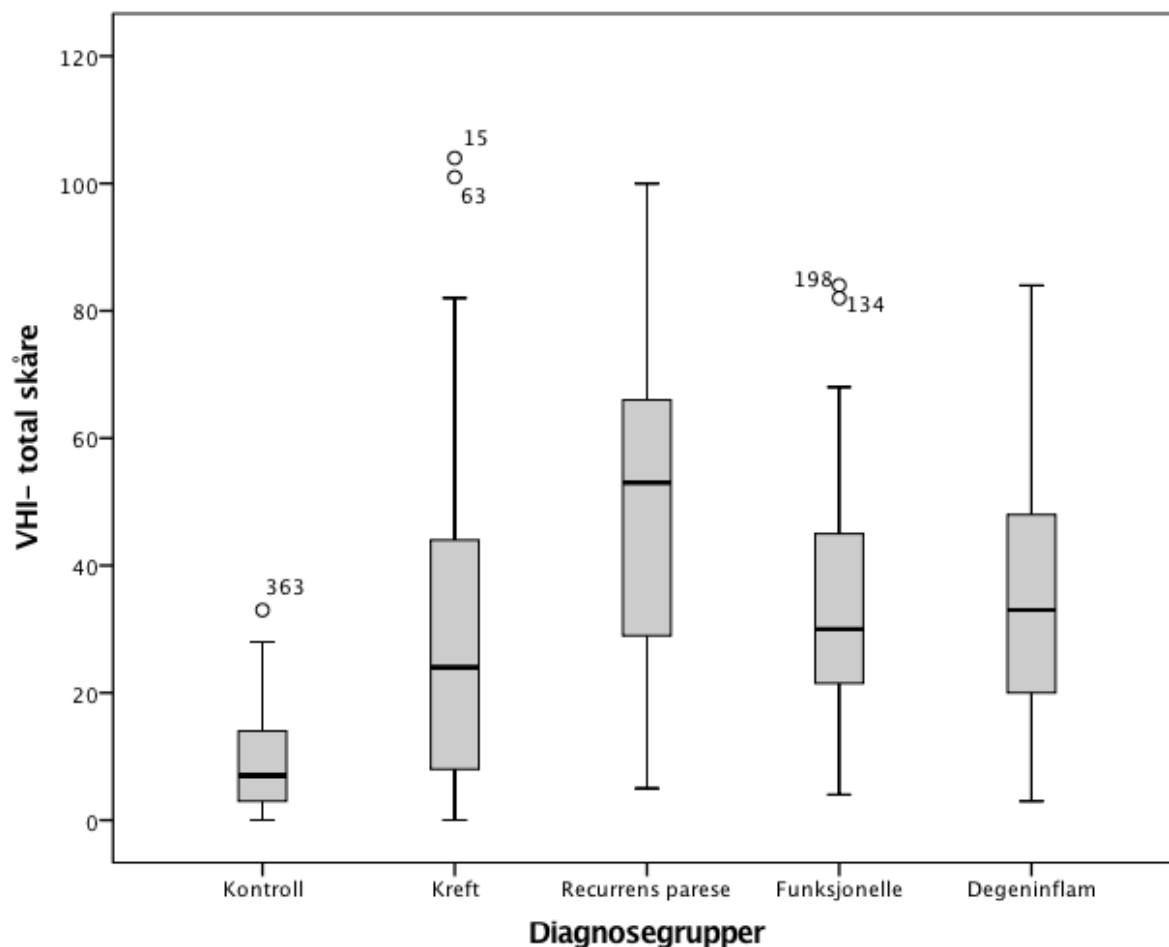 VHI- total skåre
120
100
80
60
40
20
0
363
15
63
198
134
Kontroll
Kreft
Recurrens parese
Funksjonelle
Degeninflam
Diagnosegrupper